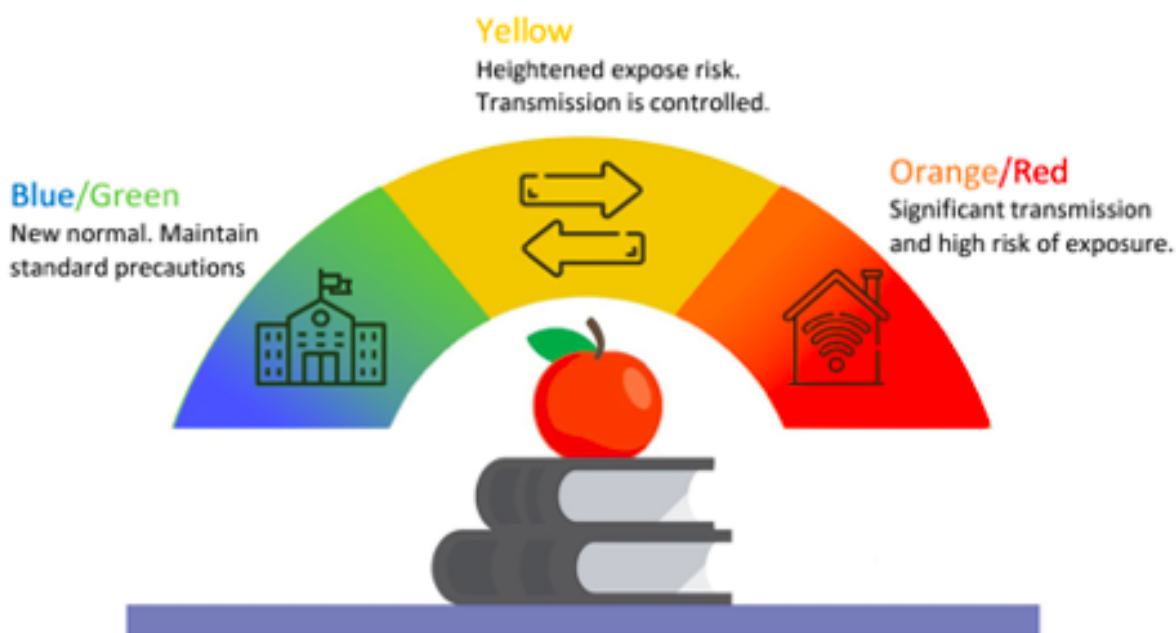 Yellow
Heightened expose risk.
Transmission is controlled.
Blue/Green
New normal. Maintain
standard precautions
Orange/Red
Significant transmission
and high risk of exposure.